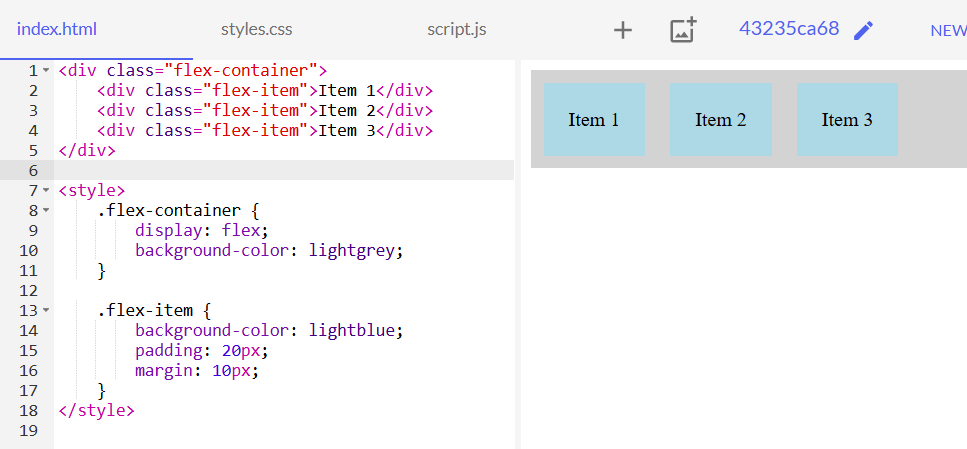 index.html styles.css script.js 43235ca68 NEW
1 <div class="flex-container">
2     <div class="flex-item">Item 1</div>
3     <div class="flex-item">Item 2</div>
4     <div class="flex-item">Item 3</div>
5 </div>
6
7 <style>
8     .flex-container {
9         display: flex;
10         background-color: lightgrey;
11     }
12
13     .flex-item {
14         background-color: lightblue;
15         padding: 20px;
16         margin: 10px;
17     }
18 </style>
19
Item 1 Item 2 Item 3